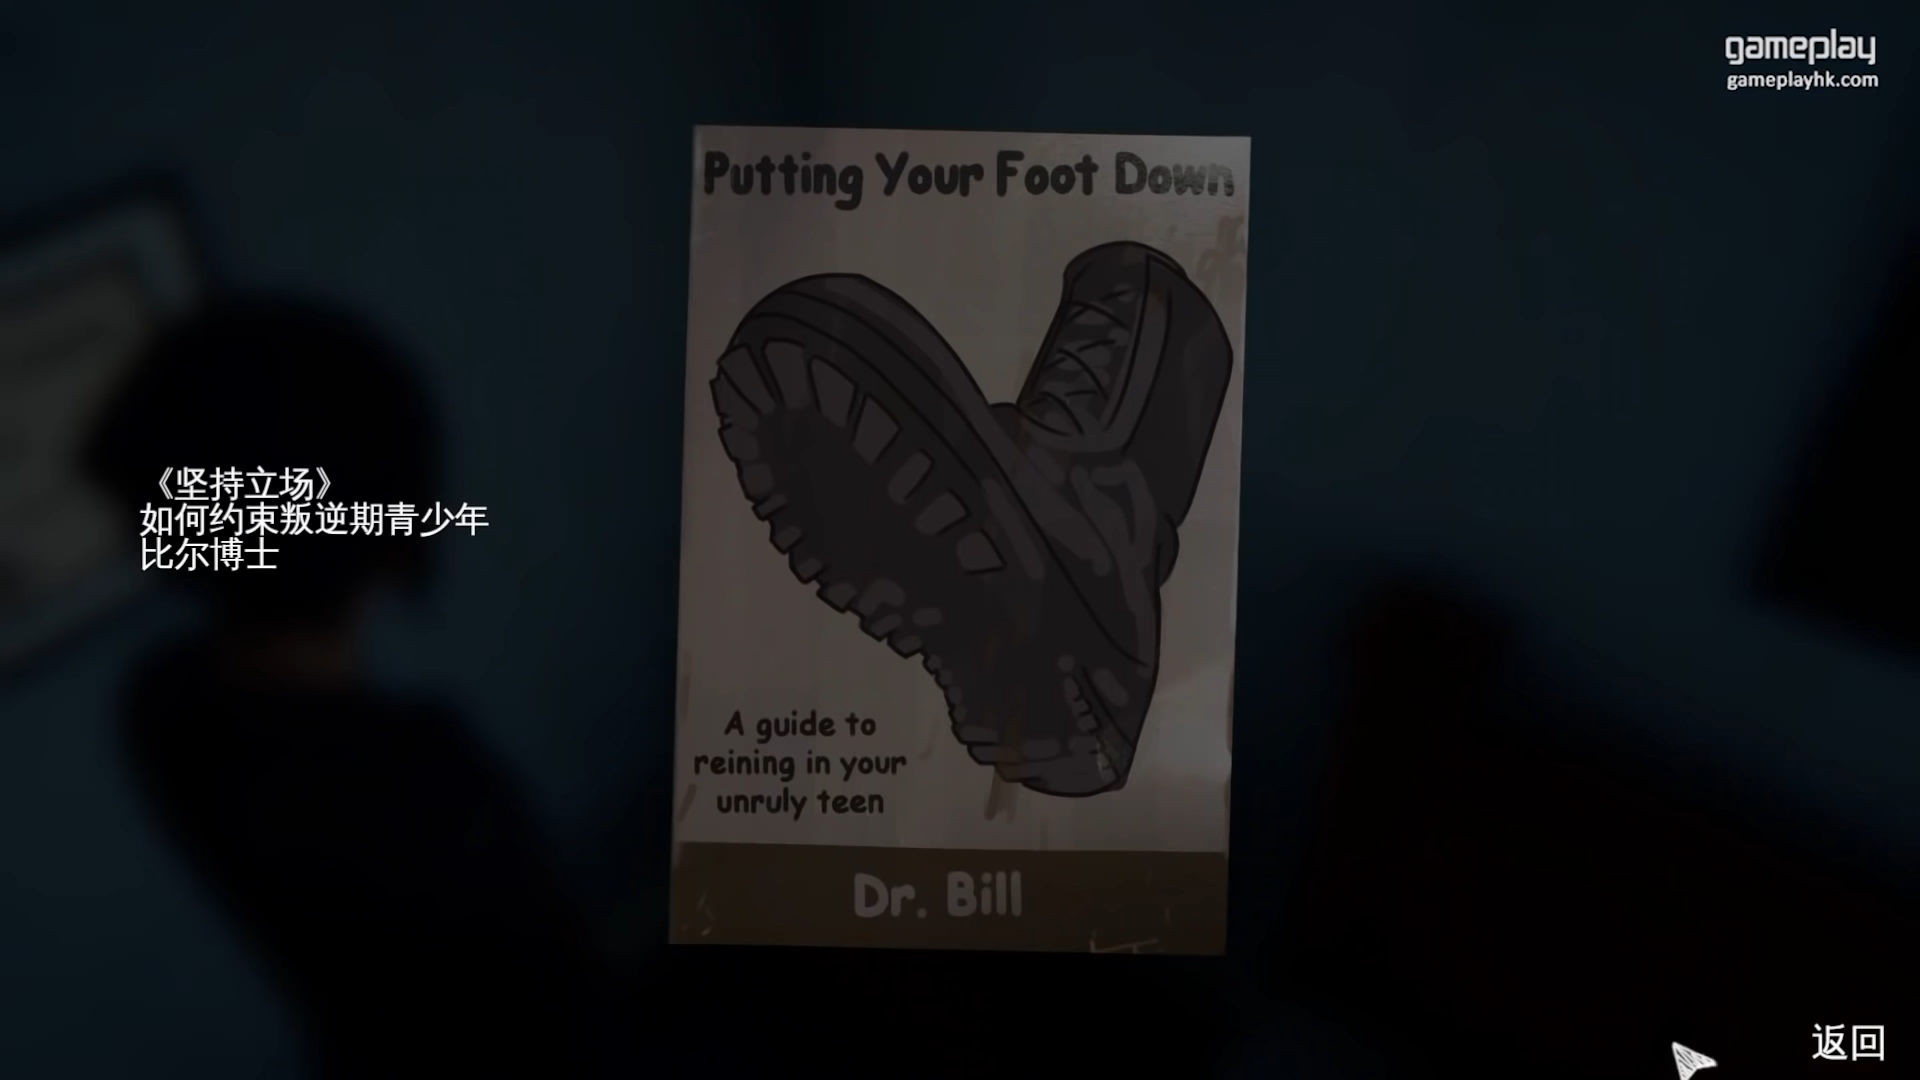 gameplay
gameplayhk.com
Putting Your Foot Down
《坚持立场》
如何约束叛逆期青少年
比尔博士
A guide to
reining in your
unruly teen
Dr. Bill
返回